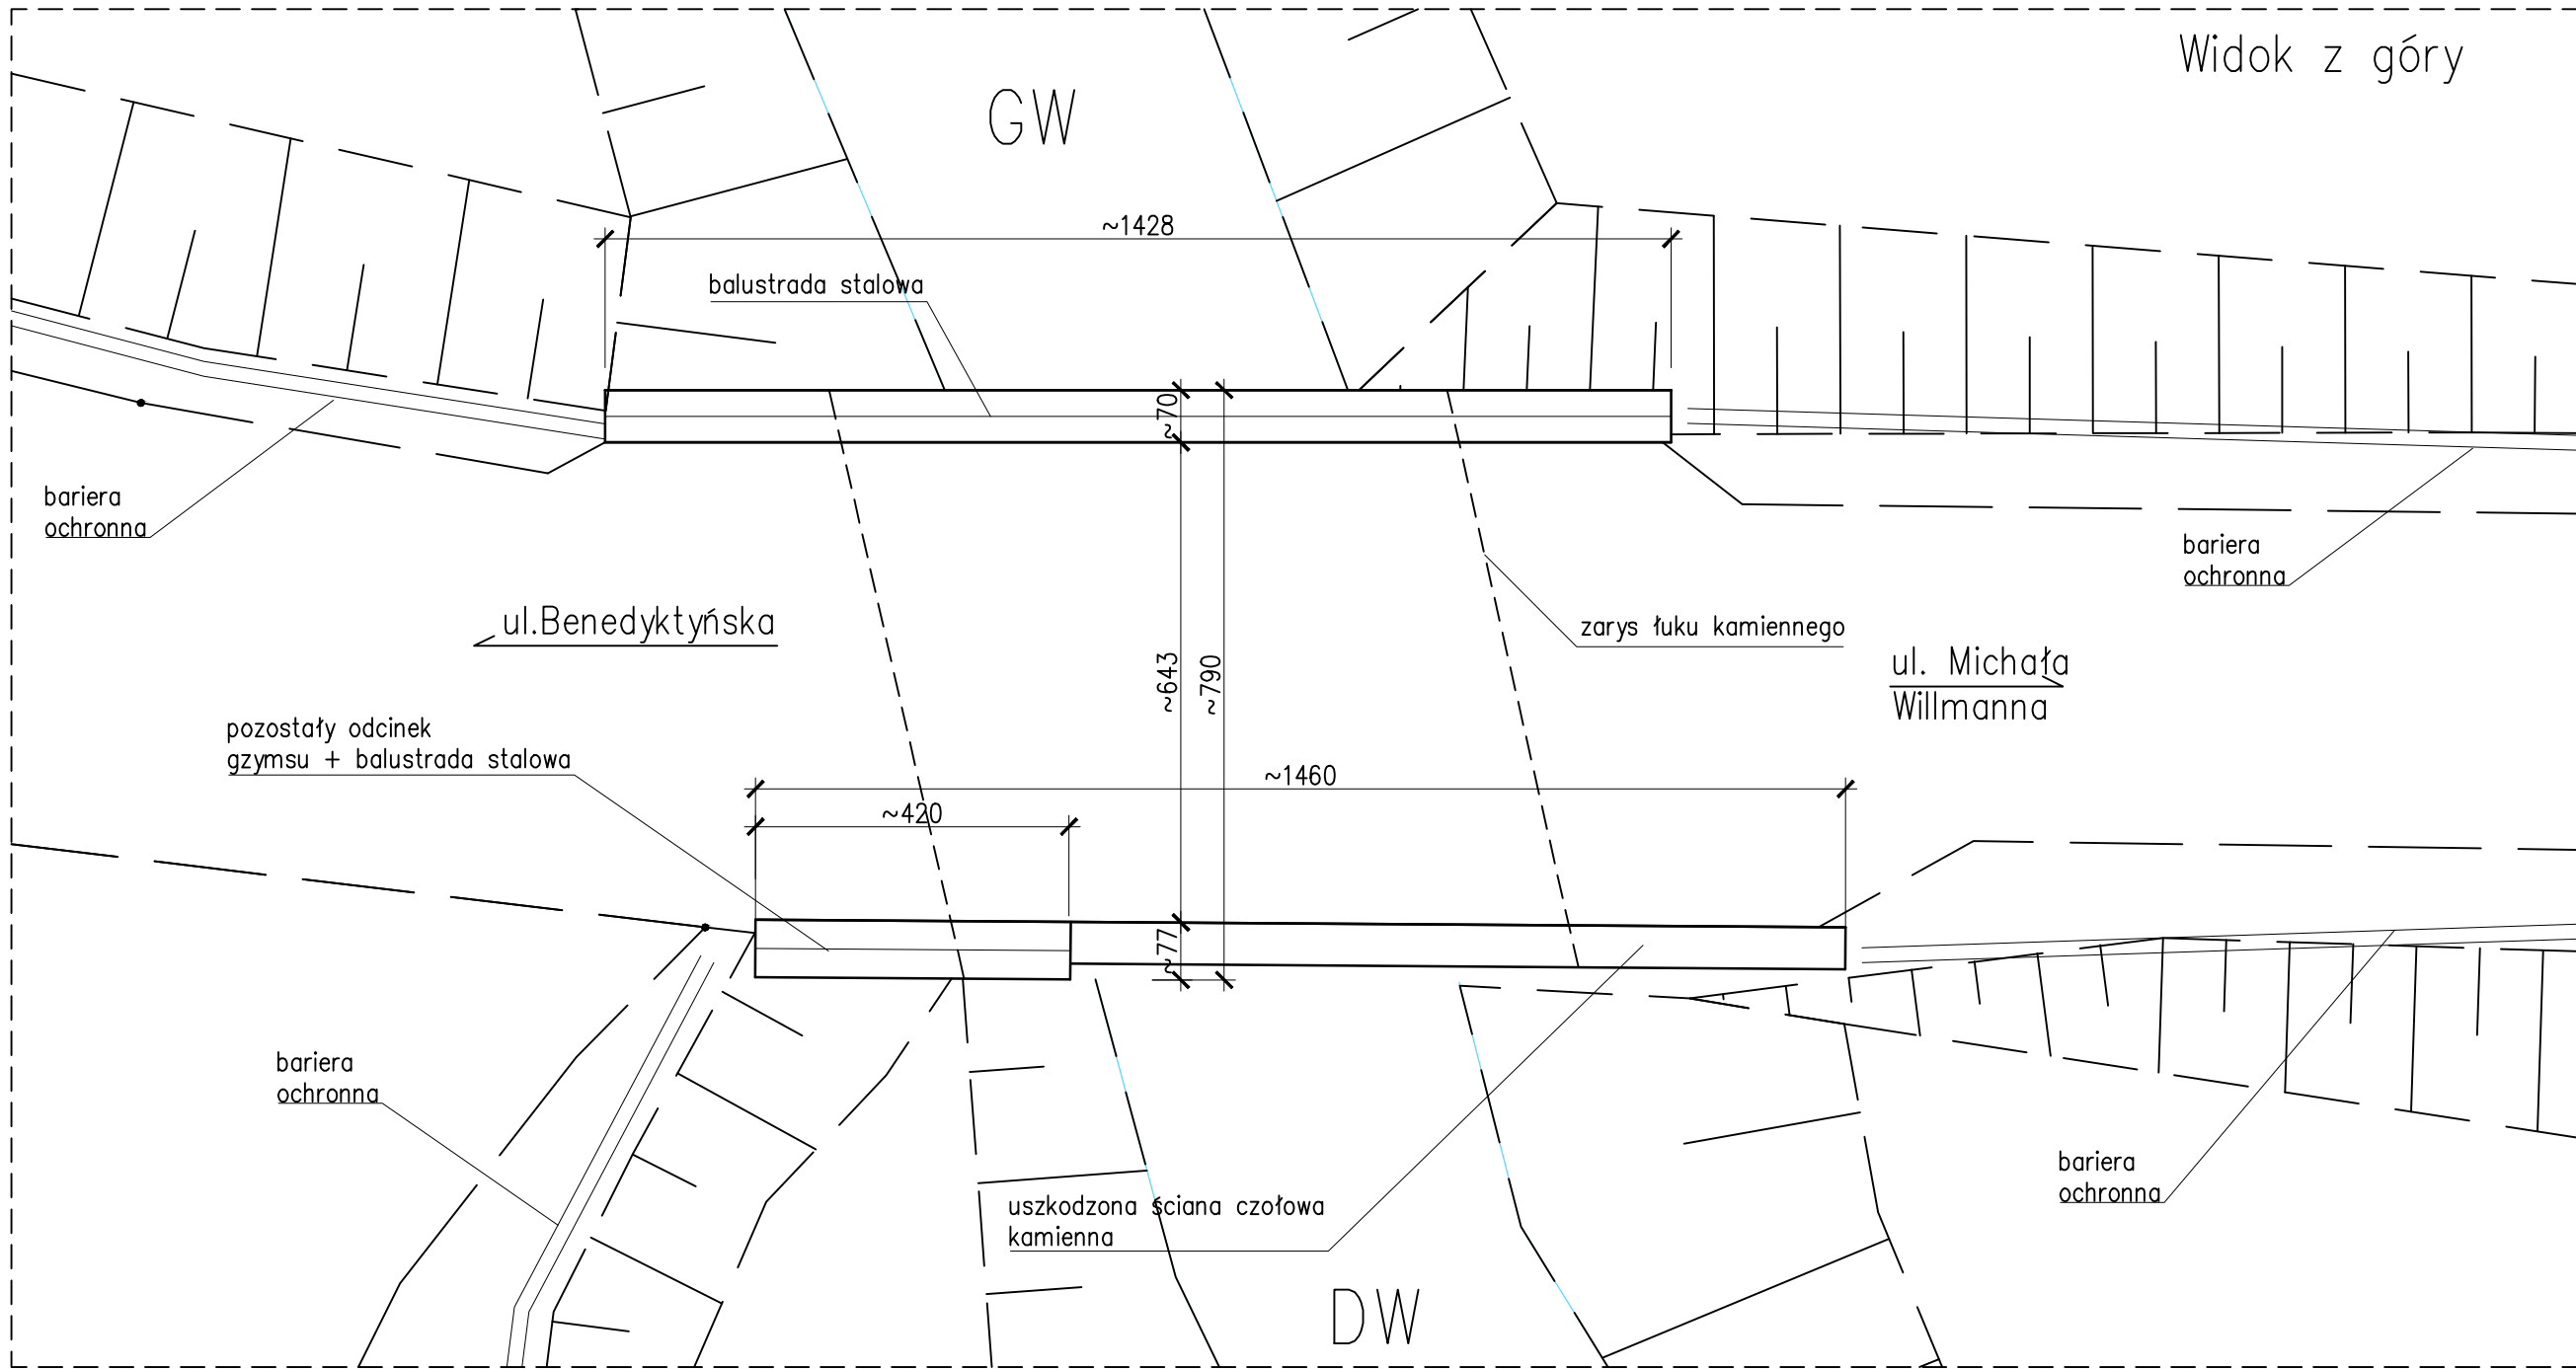 Widok z góry
GW
~1428
balustrada stalowa
~70
bariera
ochronna
bariera
ochronna
ul.Benedyktyńska
zarys łuku kamiennego
~643
~790
ul. Michała
Willmanna
pozostały odcinek
gzymsu + balustrada stalowa
~1460
~420
~77
bariera
ochronna
bariera
ochronna
uszkodzona ściana czołowa
kamienna
DW